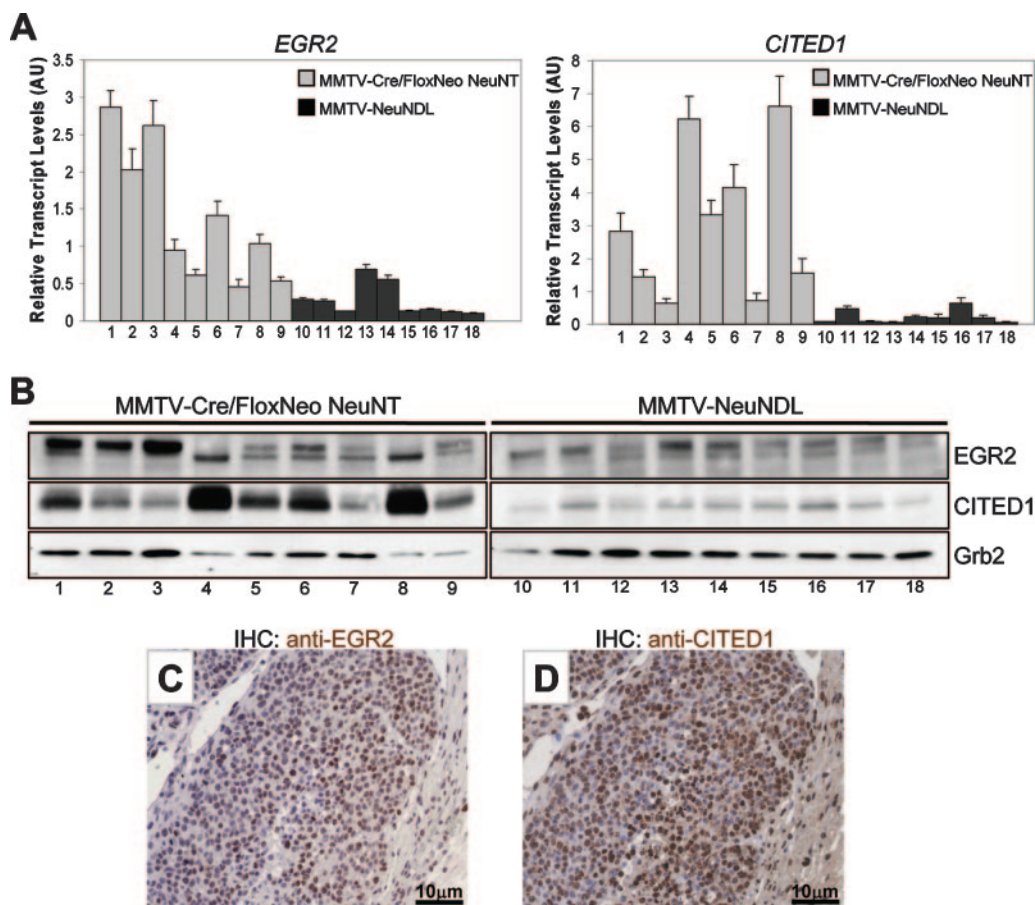 A
EGR2
CITED1
Relative Transcript Levels (AU)
3.5
3
2.5
2
1.5
1
0.5
0
MMTV-Cre/FloxNeo NeuNT
MMTV-NeuNDL
1 2 3 4 5 6 7 8 9 10 11 12 13 14 15 16 17 18
Relative Transcript Levels (AU)
8
7
6
5
4
3
2
1
0
MMTV-Cre/FloxNeo NeuNT
MMTV-NeuNDL
1 2 3 4 5 6 7 8 9 10 11 12 13 14 15 16 17 18
B
MMTV-Cre/FloxNeo NeuNT
MMTV-NeuNDL
EGR2
CITED1
Grb2
1 2 3 4 5 6 7 8 9 10 11 12 13 14 15 16 17 18
IHC: anti-EGR2
IHC: anti-CITED1
C
D
10µm
10µm